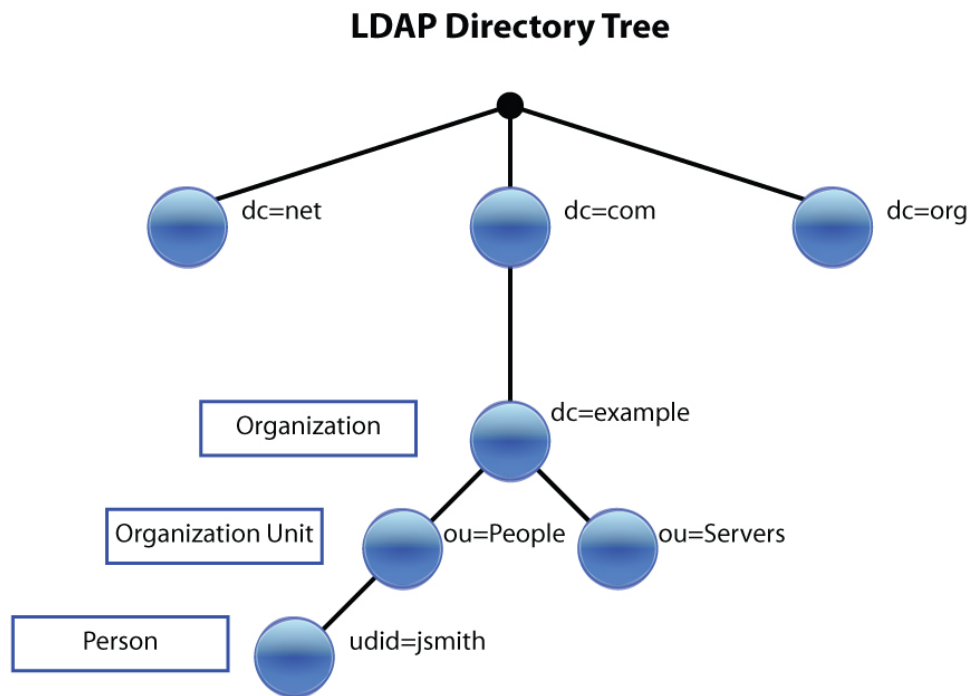 LDAP Directory Tree
dc=net
dc=com
dc=org
Organization
dc=example
Organization Unit
ou=People
ou=Servers
Person
udid=jsmith